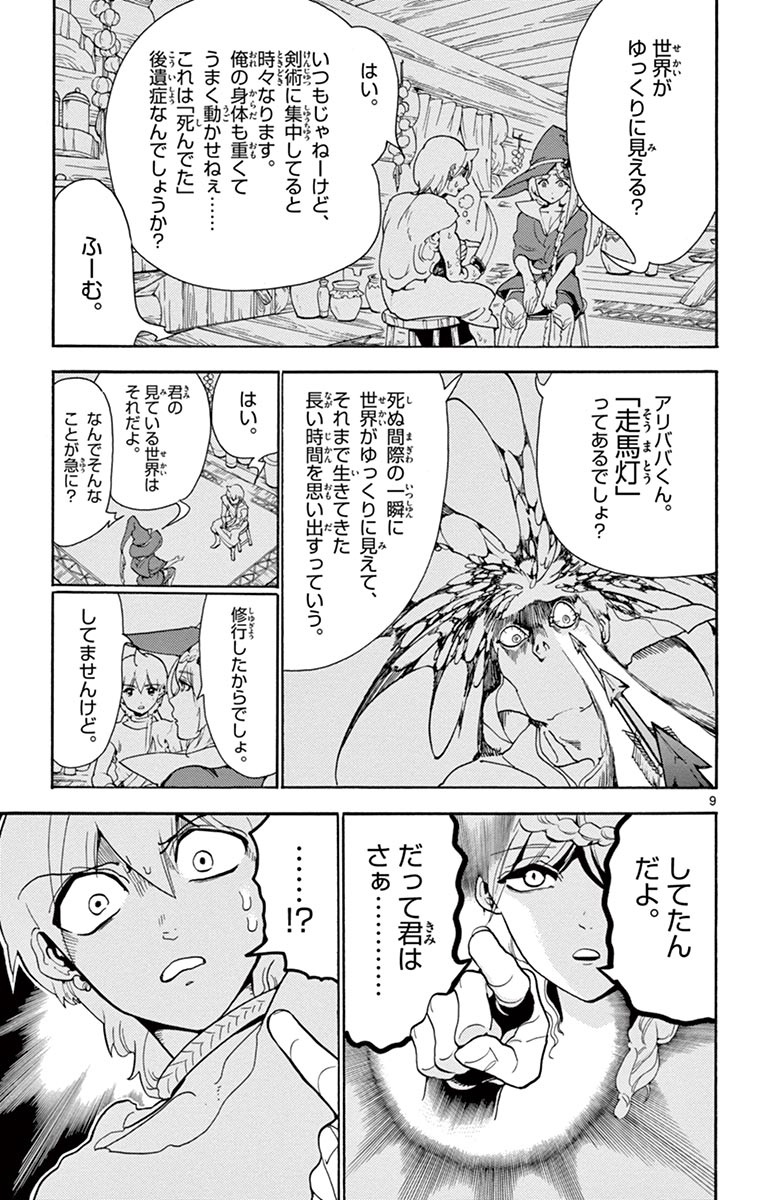 世界が
ゆっくりに見える？
はい。
いつもじゃねーけど、
剣術に集中してると
時々なります。
俺の身体も重くて
うまく動かせねぇ……
これは「死んでた」
後遺症なんでしょうか？
ふーむ。
アリババくん。
「走馬灯」
ってあるでしょ？
死ぬ間際の一瞬に
世界がゆっくりに見えて、
それまで生きてきた
長い時間を思い出すっていう。
はい。
君の
見ている世界は
それだよ。
なんでそんな
ことが急に？
修行したからでしょ。
してませんけど。
9
してたん
だよ。
だって君は
さぁ………
……!?